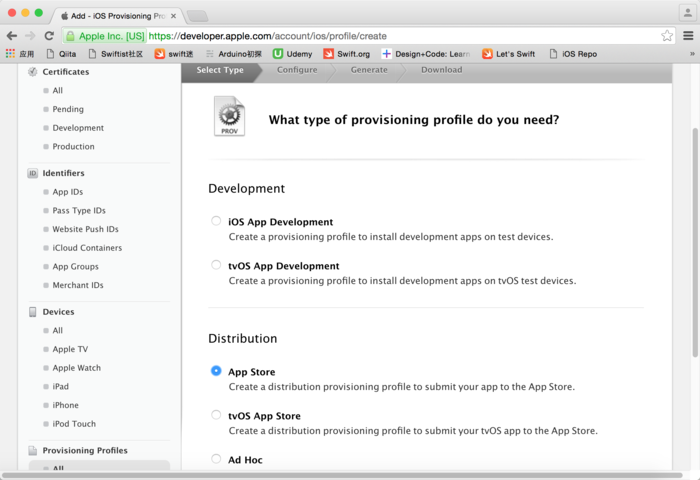 Add - iOS Provisioning Pro
Apple Inc. [US] https://developer.apple.com/account/ios/profile/create
应用 Qiita Swiftist社区 swift迷 Arduino初探 Udemy Swift.org Design+Code: Learn Let's Swift iOS Repo »
Select Type Configure Generate Download
Certificates
All
Pending
Development
Production
ID Identifiers
App IDs
Pass Type IDs
Website Push IDs
iCloud Containers
App Groups
Merchant IDs
Devices
All
Apple TV
Apple Watch
iPad
iPhone
iPod Touch
Provisioning Profiles
All
PROV
What type of provisioning profile do you need?
Development
iOS App Development
Create a provisioning profile to install development apps on test devices.
tvOS App Development
Create a provisioning profile to install development apps on tvOS test devices.
Distribution
App Store
Create a distribution provisioning profile to submit your app to the App Store.
tvOS App Store
Create a distribution provisioning profile to submit your tvOS app to the App Store.
Ad Hoc